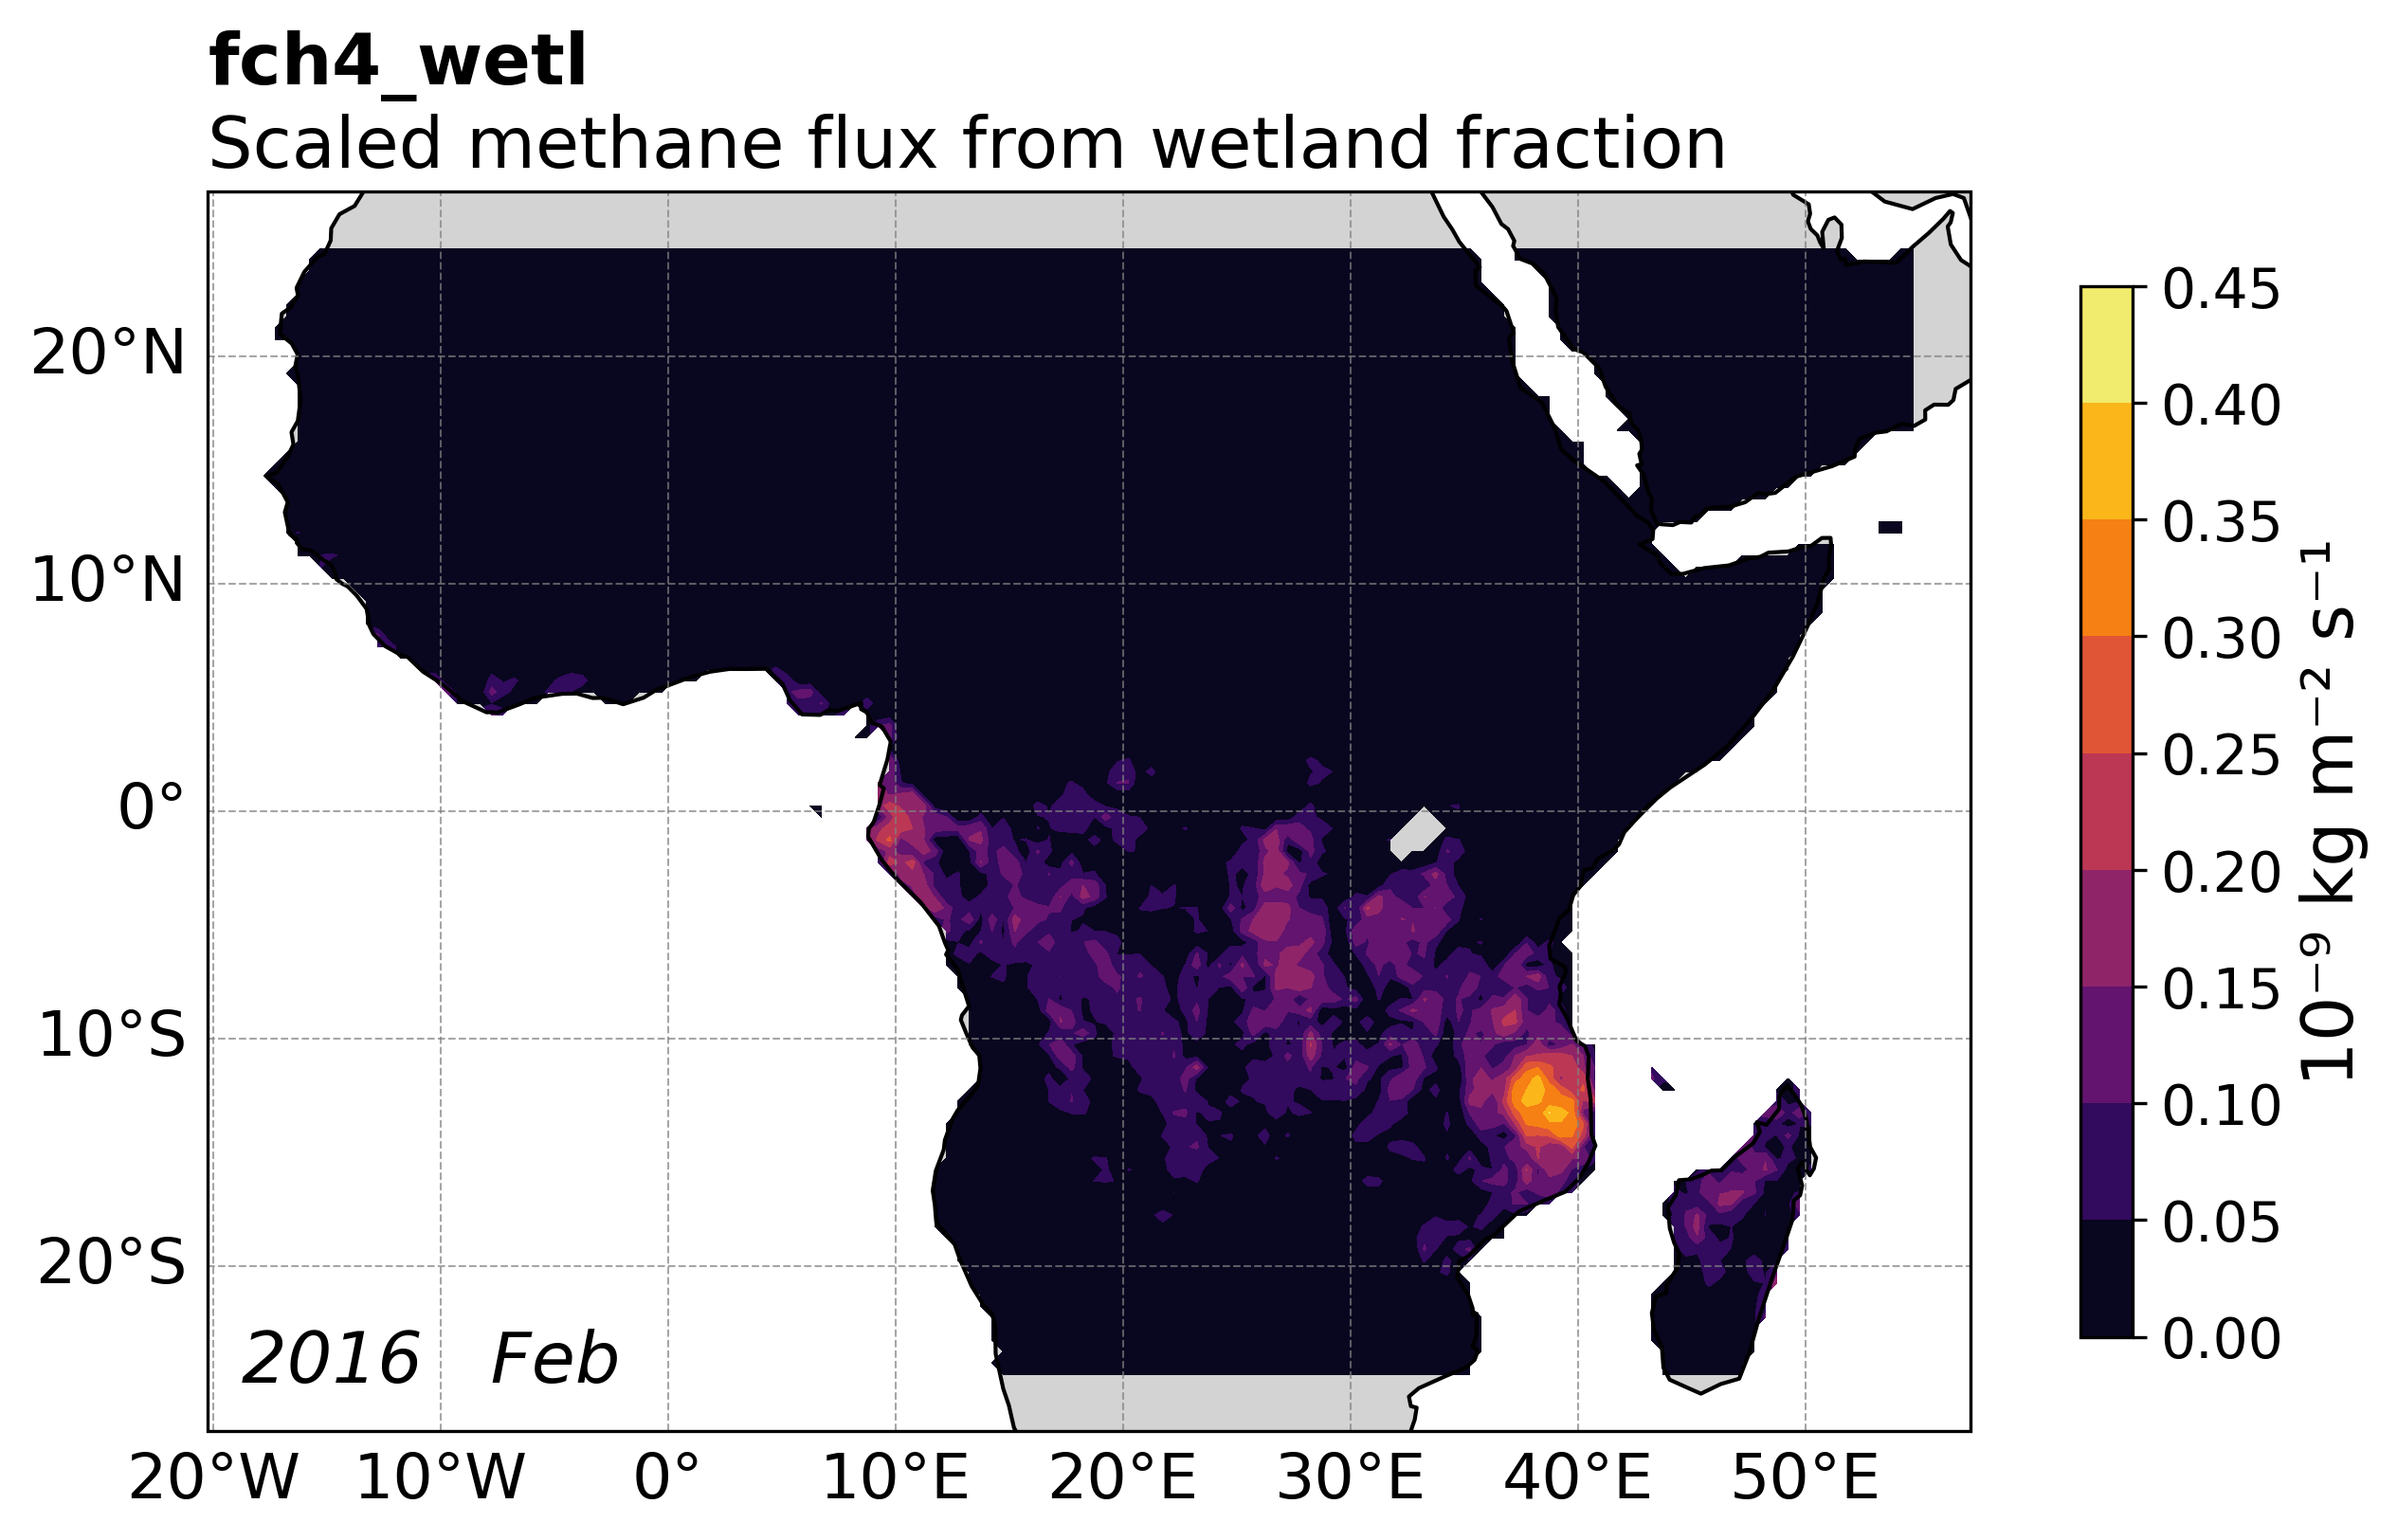 fch4_wetl
Scaled methane flux from wetland fraction
20°N
10°N
0°
10°S
20°S
2016 Feb
20°W 10°W 0° 10°E 20°E 30°E 40°E 50°E
0.45
0.40
0.35
0.30
0.25
0.20
0.15
0.10
0.05
0.00
10⁻⁹ kg m⁻² s⁻¹